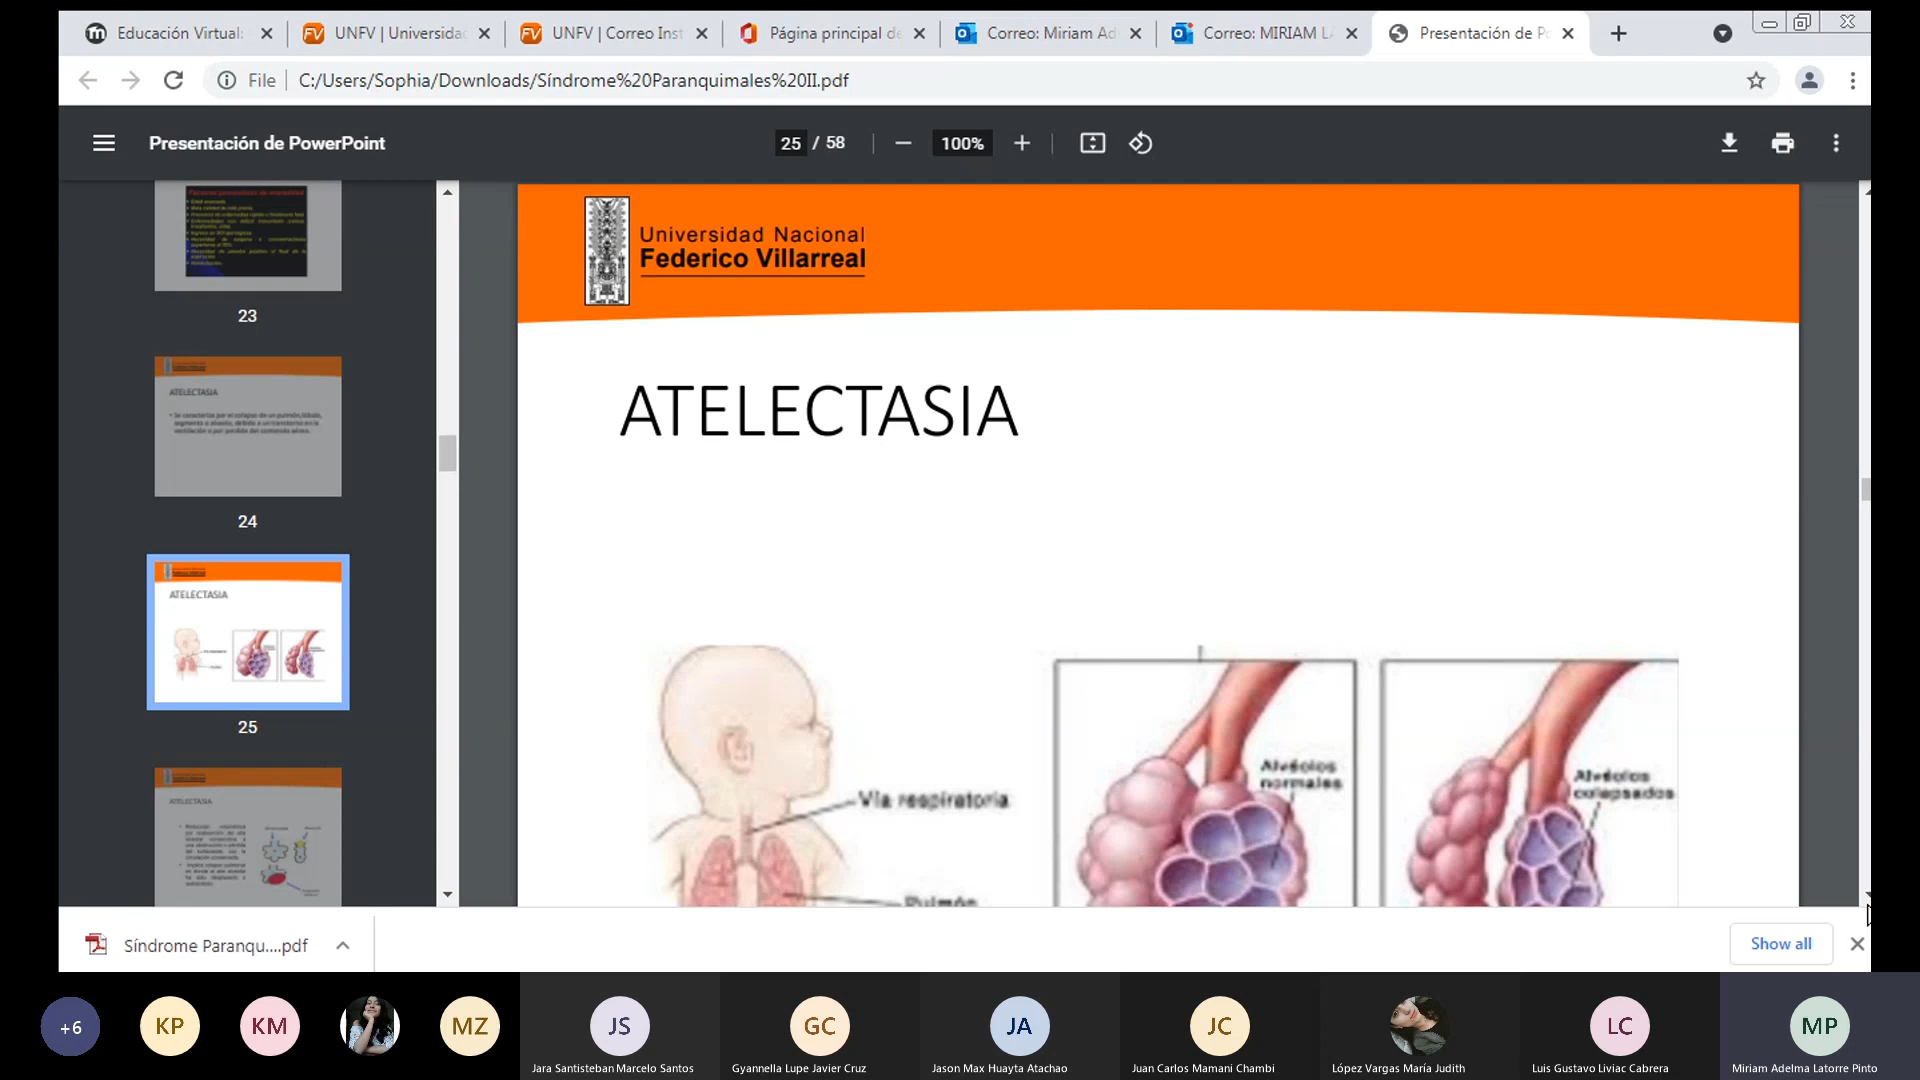 Educación Virtual:
UNFV | Universida
UNFV | Correo Inst
Página principal de
Correo: Miriam Ad
Correo: MIRIAM LA
Presentación de Po
File
C:/Users/Sophia/Downloads/Síndrome%20Paranquimales%20II.pdf
Presentación de PowerPoint
25 / 58
100%
23
ATELECTASIA
• Se caracteriza por el colapso de un pulmón,lóbulo,
segmento o alveolo, debido a un transtorno en la
ventilación o por perdida del contenido aéreo.
24
ATELECTASIA
25
ATELECTASIA
Universidad Nacional
Federico Villarreal
ATELECTASIA
Vía respiratoria
Pulmón
Alvéolos
normales
Alvéolos
colapsados
Síndrome Paranqu....pdf
Show all
+6
KP
KM
MZ
JS
GC
JA
JC
LC
MP
Jara Santisteban Marcelo Santos
Gyannella Lupe Javier Cruz
Jason Max Huayta Atachao
Juan Carlos Mamani Chambi
López Vargas María Judith
Luis Gustavo Liviac Cabrera
Miriam Adelma Latorre Pinto